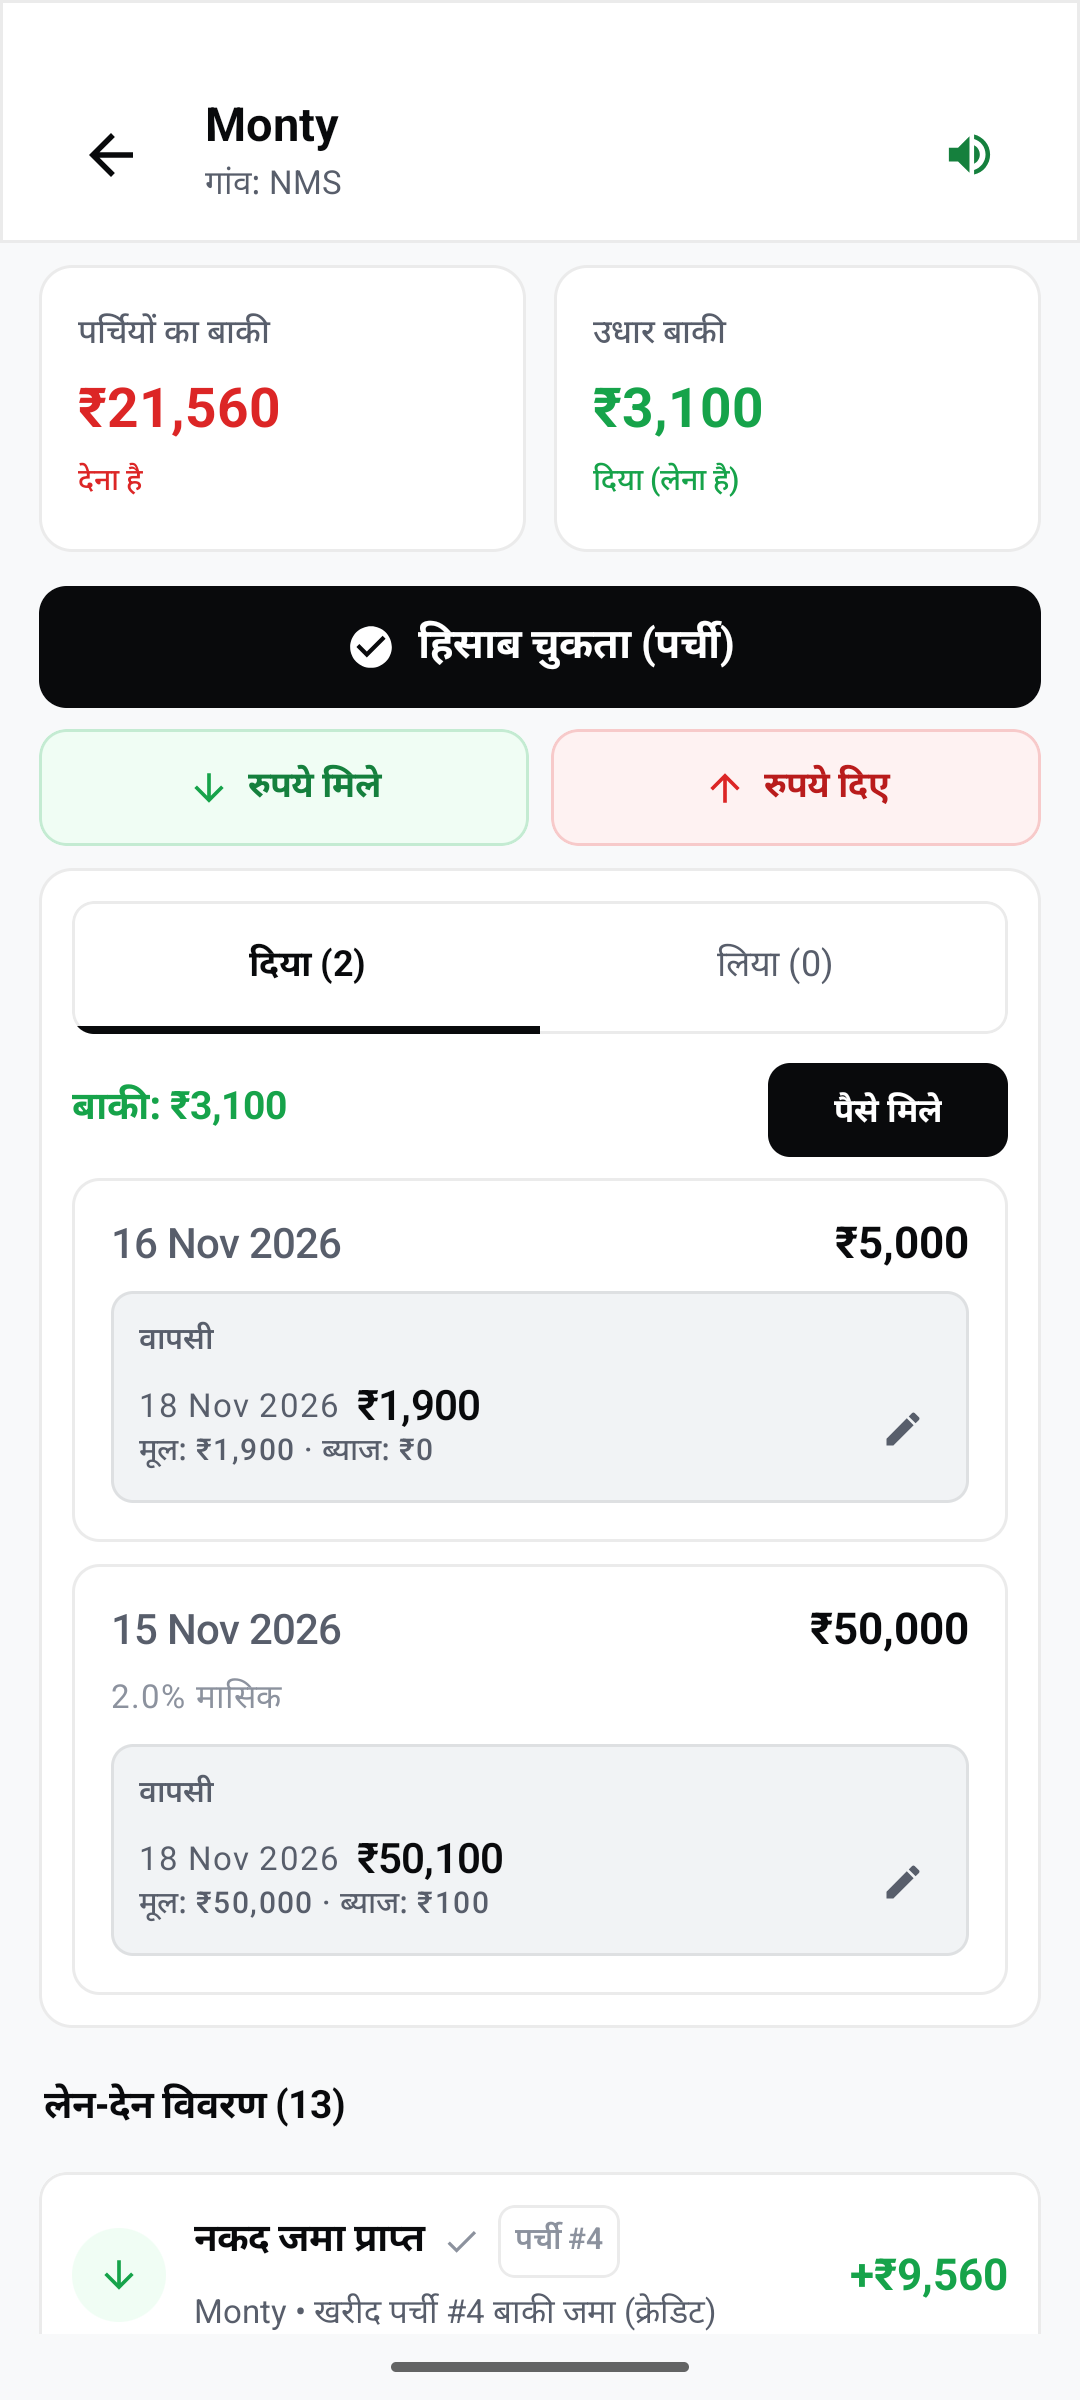 Monty
गांव: NMS
पर्चियों का बाकी
₹21,560
देना है
उधार बाकी
₹3,100
दिया (लेना है)
हिसाब चुकता (पर्ची)
रुपये मिले
रुपये दिए
दिया (2)
लिया (0)
बाकी: ₹3,100
पैसे मिले
16 Nov 2026
₹5,000
वापसी
18 Nov 2026 ₹1,900
मूल: ₹1,900 · ब्याज: ₹0
15 Nov 2026
₹50,000
2.0% मासिक
वापसी
18 Nov 2026 ₹50,100
मूल: ₹50,000 · ब्याज: ₹100
लेन-देन विवरण (13)
नकद जमा प्राप्त
पर्ची #4
+₹9,560
Monty • खरीद पर्ची #4 बाकी जमा (क्रेडिट)